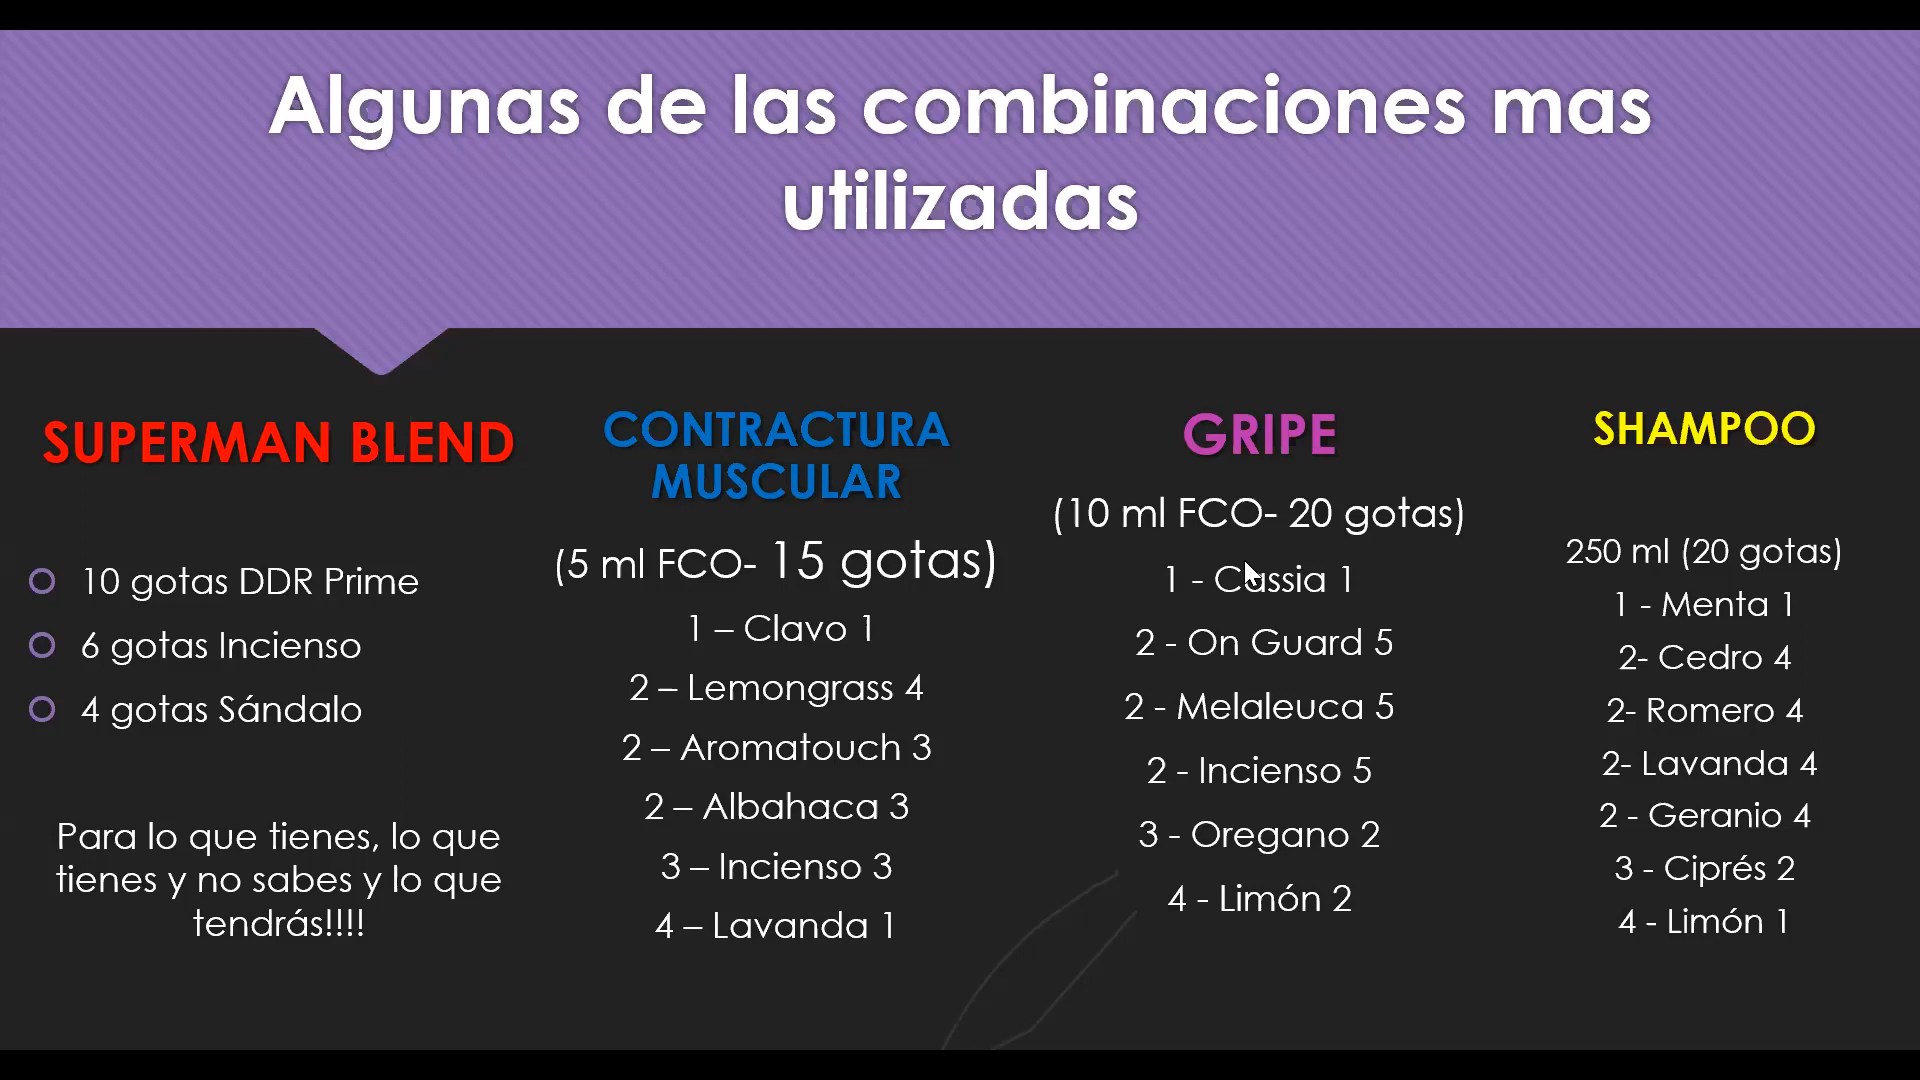 Algunas de las combinaciones mas
utilizadas
SUPERMAN BLEND
10 gotas DDR Prime
6 gotas Incienso
4 gotas Sándalo
Para lo que tienes, lo que
tienes y no sabes y lo que
tendrás!!!!
CONTRACTURA
MUSCULAR
(5 ml FCO- 15 gotas)
1 – Clavo 1
2 – Lemongrass 4
2 – Aromatouch 3
2 – Albahaca 3
3 – Incienso 3
4 – Lavanda 1
GRIPE
(10 ml FCO- 20 gotas)
1 - Cassia 1
2 - On Guard 5
2 - Melaleuca 5
2 - Incienso 5
3 - Oregano 2
4 - Limón 2
SHAMPOO
250 ml (20 gotas)
1 - Menta 1
2- Cedro 4
2- Romero 4
2- Lavanda 4
2 - Geranio 4
3 - Ciprés 2
4 - Limón 1